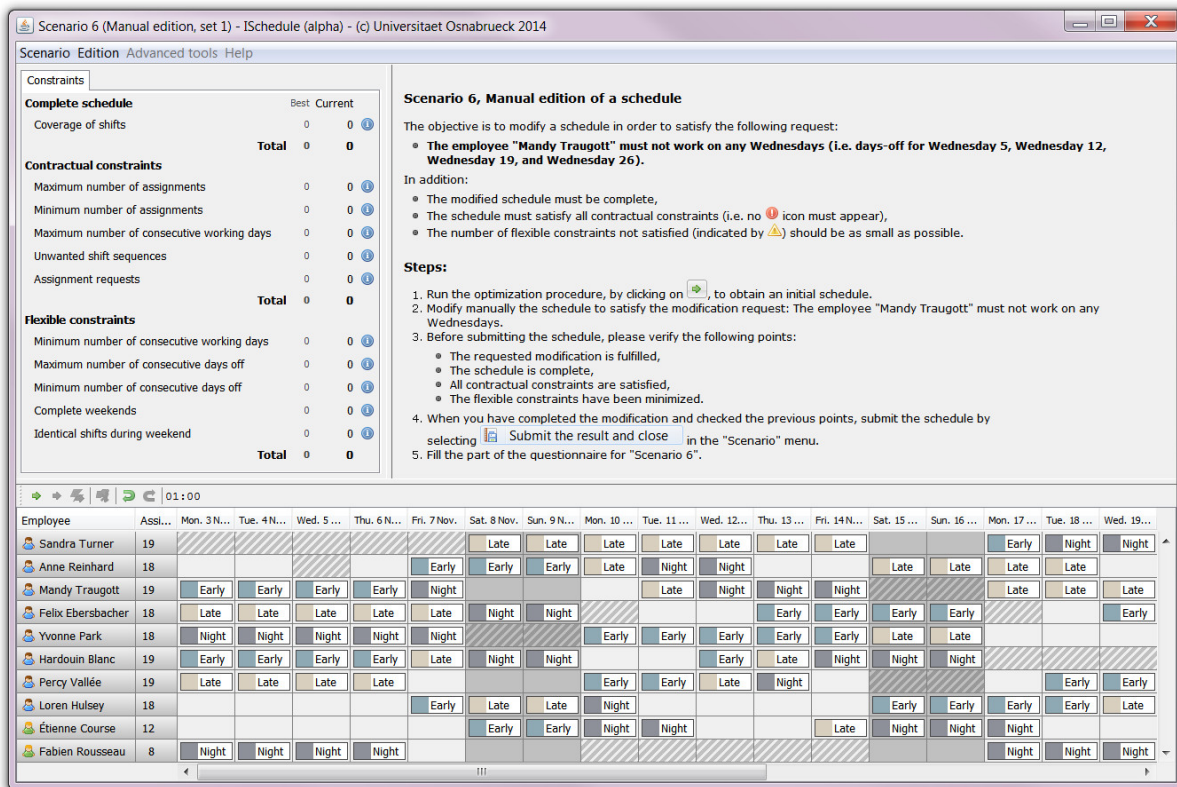 Scenario 6 (Manual edition, set 1) - ISchedule (alpha) - (c) Universitaet Osnabrueck 2014
Scenario Edition Advanced tools Help
Constraints
Complete schedule Best Current
Coverage of shifts 0 0
Total 0 0
Contractual constraints
Maximum number of assignments 0 0
Minimum number of assignments 0 0
Maximum number of consecutive working days 0 0
Unwanted shift sequences 0 0
Assignment requests 0 0
Total 0 0
Flexible constraints
Minimum number of consecutive working days 0 0
Maximum number of consecutive days off 0 0
Minimum number of consecutive days off 0 0
Complete weekends 0 0
Identical shifts during weekend 0 0
Total 0 0
Scenario 6, Manual edition of a schedule
The objective is to modify a schedule in order to satisfy the following request:
The employee "Mandy Traugott" must not work on any Wednesdays (i.e. days-off for Wednesday 5, Wednesday 12,
Wednesday 19, and Wednesday 26).
In addition:
The modified schedule must be complete,
The schedule must satisfy all contractual constraints (i.e. no icon must appear),
The number of flexible constraints not satisfied (indicated by ) should be as small as possible.
Steps:
1. Run the optimization procedure, by clicking on , to obtain an initial schedule.
2. Modify manually the schedule to satisfy the modification request: The employee "Mandy Traugott" must not work on any
Wednesdays.
3. Before submitting the schedule, please verify the following points:
The requested modification is fulfilled,
The schedule is complete,
All contractual constraints are satisfied,
The flexible constraints have been minimized.
4. When you have completed the modification and checked the previous points, submit the schedule by
selecting Submit the result and close in the "Scenario" menu.
5. Fill the part of the questionnaire for "Scenario 6".
01:00
Employee Assi... Mon. 3 N... Tue. 4 N... Wed. 5 ... Thu. 6 N... Fri. 7 Nov. Sat. 8 Nov. Sun. 9 N... Mon. 10 ... Tue. 11 ... Wed. 12... Thu. 13 ... Fri. 14 N... Sat. 15 ... Sun. 16 ... Mon. 17 ... Tue. 18 ... Wed. 19...
Sandra Turner 19 Late Late Late Late Late Late Late Early Night Night
Anne Reinhard 18 Early Early Early Late Night Night Late Late Late Late
Mandy Traugott 19 Early Early Early Early Night Late Night Night Night Late Late Late
Felix Ebersbacher 18 Late Late Late Late Late Night Night Early Early Early Early Early
Yvonne Park 18 Night Night Night Night Night Early Early Early Early Early Late Late
Hardouin Blanc 19 Early Early Early Early Late Night Night Early Late Night Night Night
Percy Vallée 19 Late Late Late Late Early Early Late Night Early Early
Loren Hulsey 18 Early Late Late Night Early Early Early Early Late
Étienne Course 12 Early Early Night Night Late Night Night Night
Fabien Rousseau 8 Night Night Night Night Night Night Night